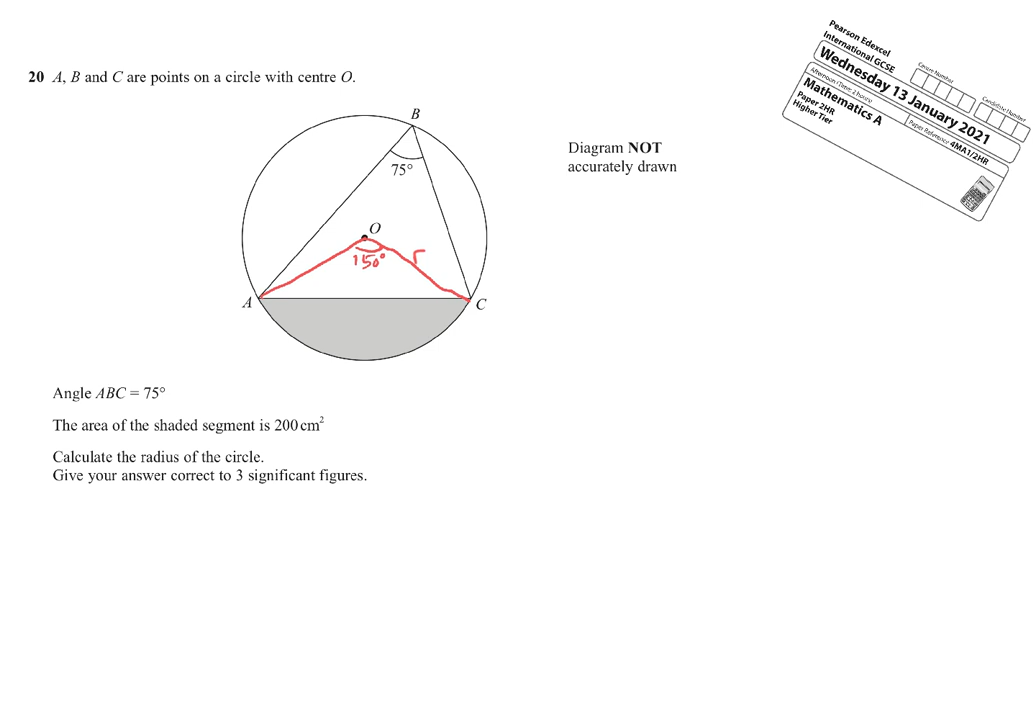 20 A, B and C are points on a circle with centre O.
B
75°
O
150°
r
A
C
Diagram NOT
accurately drawn
Angle ABC = 75°
The area of the shaded segment is 200 cm²
Calculate the radius of the circle.
Give your answer correct to 3 significant figures.
Pearson Edexcel
International GCSE
Centre Number
Candidate Number
Wednesday 13 January 2021
Afternoon (Time: 2 hours)
Paper Reference 4MA1/2HR
Mathematics A
Paper 2HR
Higher Tier